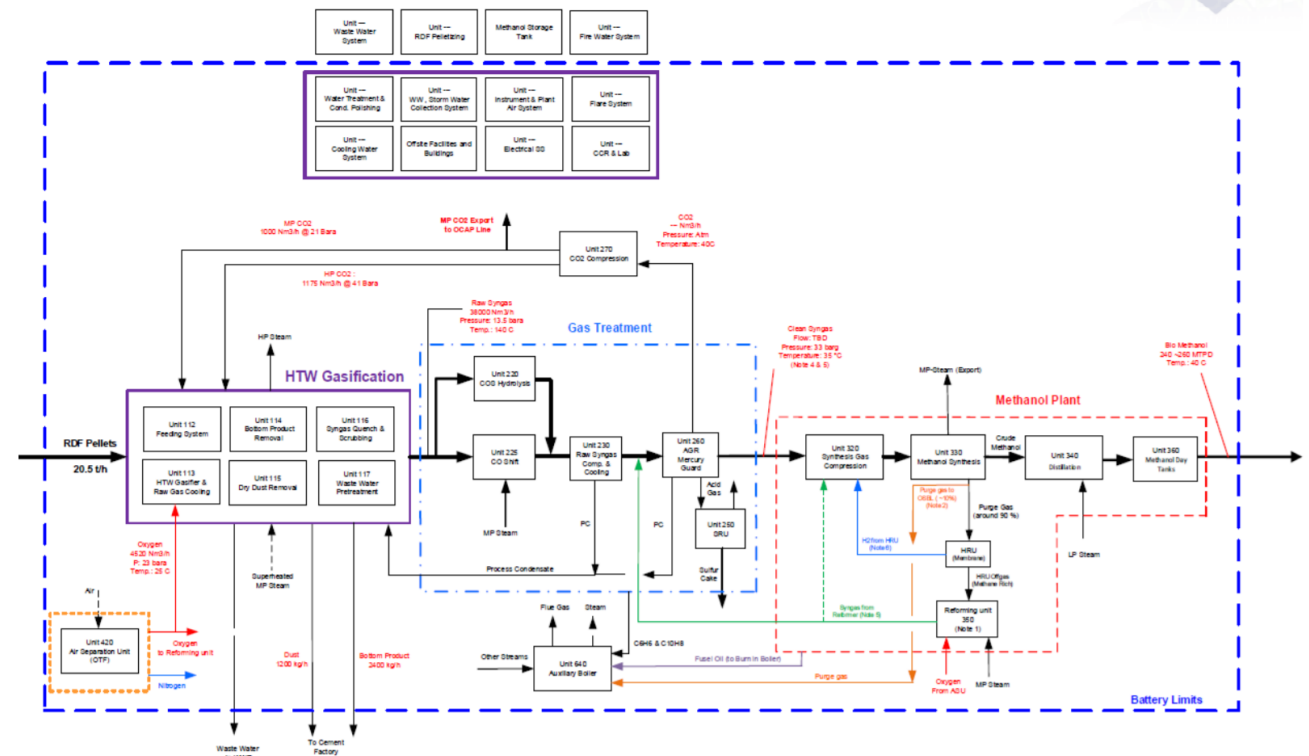 Unit ---
Waste Water
System
Unit ---
RDF Pelletizing
Methanol Storage
Tank
Unit ---
Fire Water System
Unit ---
Water Treatment &
Cond. Polishing
Unit ---
WW , Storm Water
Collection System
Unit ---
Instrument & Plant
Air System
Unit ---
Flare System
Unit ---
Cooling Water
System
Offsite Facilities and
Buildings
Unit ---
Electrical SS
Unit ---
CCR & Lab
MP CO2
1000 Nm3/h @ 21 Bara
MP CO2 Export
to OCAP Line
CO2
--- Nm3/h
Pressure: Atm
Temperature: 40C
Unit 270
CO2 Compression
HP CO2 :
1175 Nm3/h @ 41 Bara
Raw Syngas
38000 Nm3/h
Pressure: 13.5 bara
Temp.: 140 C
HP Steam
Gas Treatment
Clean Syngas
Flow: TBD
Pressure: 33 barg
Temperature: 35 °C
(Note 4 & 5)
Bio Methanol
240 ~260 MTPD
Temp.: 40 C
HTW Gasification
Unit 220
COS Hydrolysis
MP-Steam (Export)
Methanol Plant
RDF Pellets
20.5 t/h
Unit 112
Feeding System
Unit 114
Bottom Product
Removal
Unit 116
Syngas Quench &
Scrubbing
Unit 113
HTW Gasifier &
Raw Gas Cooling
Unit 115
Dry Dust Removal
Unit 117
Waste Water
Pretreatment
Unit 225
CO Shift
Unit 230
Raw Syngas
Comp. &
Cooling
Unit 260
AGR
Mercury
Guard
Unit 320
Synthesis Gas
Compression
Unit 330
Methanol Synthesis
Crude
Methanol
Unit 340
Distillation
Unit 360
Methanol Day
Tanks
Acid
Gas
Purge gas to
OSBL ( ~10%)
(Note 2)
Purge Gas
(around 90 %)
MP Steam
PC
PC
Unit 250
SRU
Oxygen
4520 Nm3/h
P: 23 bara
Temp.: 25 C
H2 from HRU
(Note 6)
HRU
(Membrane)
LP Steam
Superheated
MP Steam
Process Condensate
Sulfur
Cake
HRU Offgas
(Methane Rich)
Air
Flue Gas
Steam
Syngas from
Reformer (Note 5)
Reforming unit
350
(Note 1)
Unit 420
Air Separation Unit
(OTF)
Oxygen
to Reforming unit
Nitrogen
Dust
1200 kg/h
Bottom Product
2400 kg/h
C6H6 & C10H8
Other Streams
Unit 640
Auxiliary Boiler
Fusel Oil (to Burn in Boiler)
Purge gas
Oxygen
From ASU
MP Steam
Battery Limits
Waste Water
To Cement
Factory